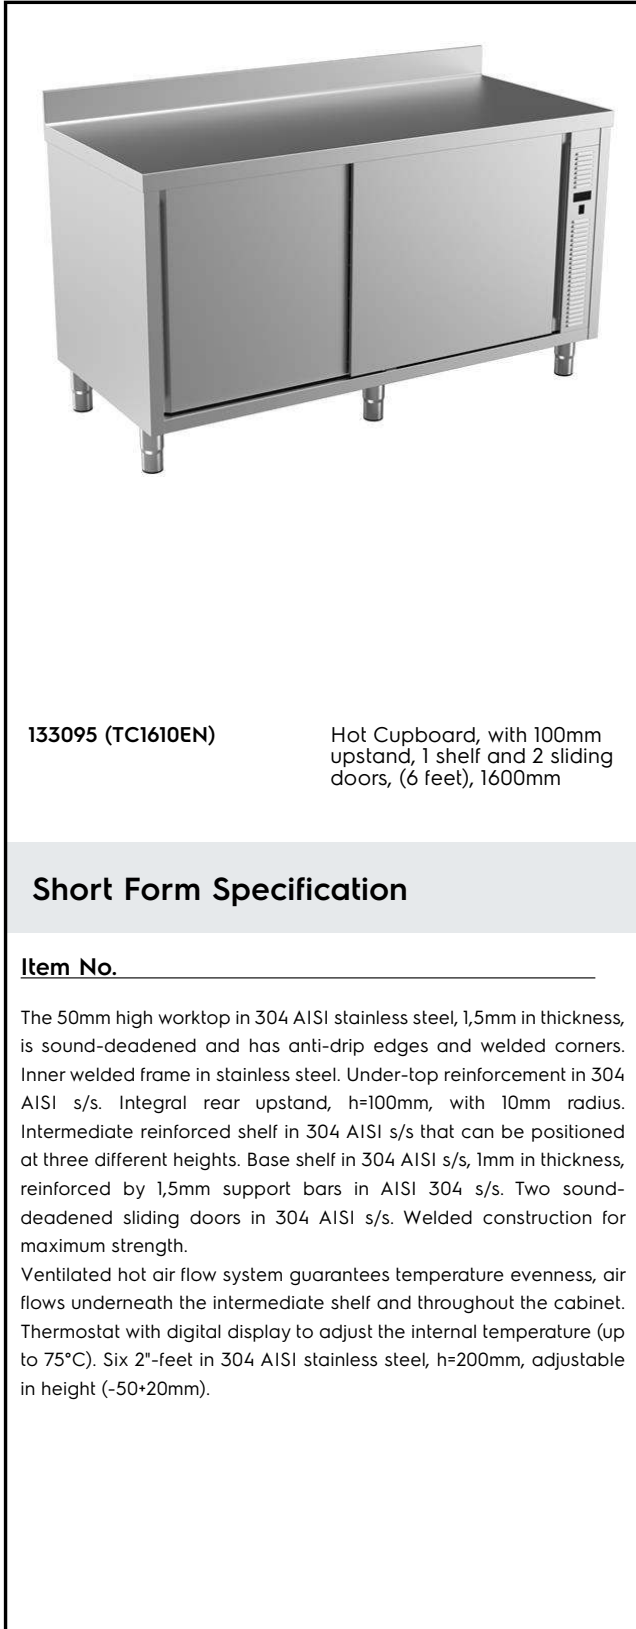 133095 (TC1610EN)
Hot Cupboard, with 100mm
upstand, 1 shelf and 2 sliding
doors, (6 feet), 1600mm
Short Form Specification
Item No.
The 50mm high worktop in 304 AISI stainless steel, 1,5mm in thickness,
is sound-deadened and has anti-drip edges and welded corners.
Inner welded frame in stainless steel. Under-top reinforcement in 304
AISI s/s. Integral rear upstand, h=100mm, with 10mm radius.
Intermediate reinforced shelf in 304 AISI s/s that can be positioned
at three different heights. Base shelf in 304 AISI s/s, 1mm in thickness,
reinforced by 1,5mm support bars in AISI 304 s/s. Two sound-
deadened sliding doors in 304 AISI s/s. Welded construction for
maximum strength.
Ventilated hot air flow system guarantees temperature evenness, air
flows underneath the intermediate shelf and throughout the cabinet.
Thermostat with digital display to adjust the internal temperature (up
to 75°C). Six 2"-feet in 304 AISI stainless steel, h=200mm, adjustable
in height (-50+20mm).